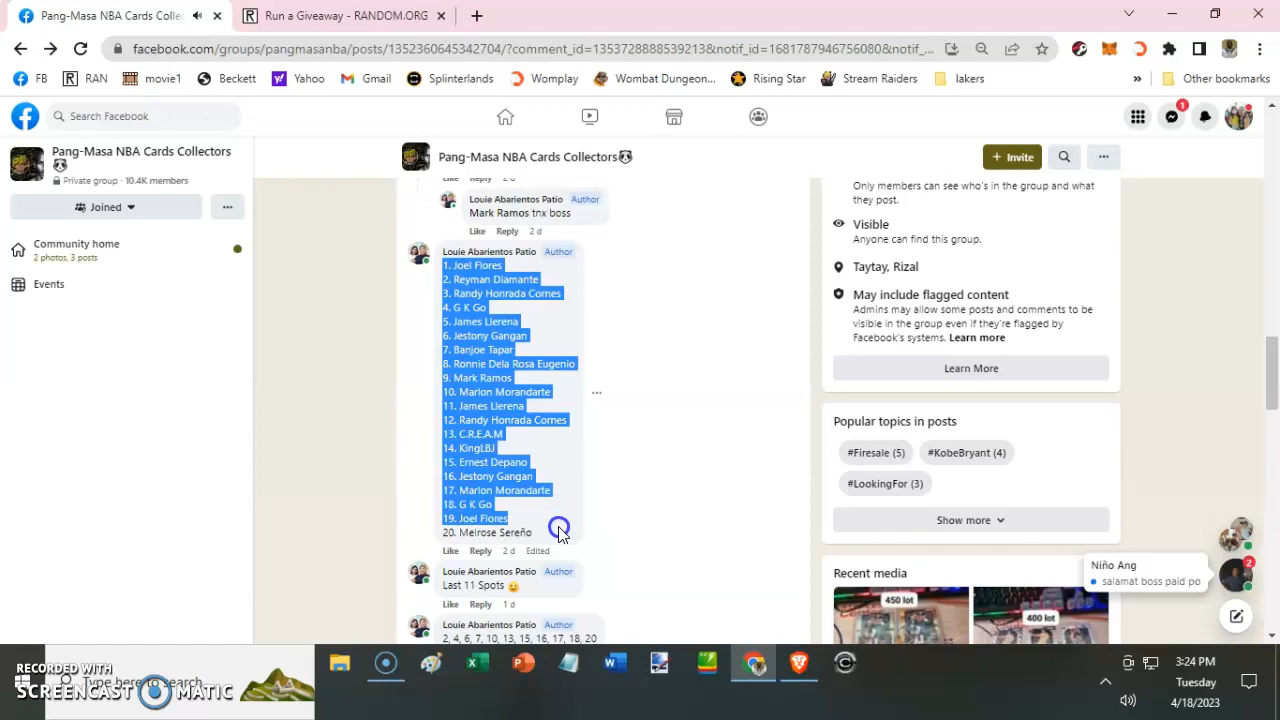 Pang-Masa NBA Cards Collec
Run a Giveaway - RANDOM.ORG
facebook.com/groups/pangmasanba/posts/1352360645342704/?comment_id=1353728888539213&notif_id=1681787946756080&notif_...
FB
RAN
movie1
Beckett
Yahoo
Gmail
Splinterlands
Womplay
Wombat Dungeon...
Rising Star
Stream Raiders
lakers
Other bookmarks
Search Facebook
1
Pang-Masa NBA Cards Collectors
Private group · 10.4K members
Joined
Community home
2 photos, 3 posts
Events
Pang-Masa NBA Cards Collectors
+ Invite
Like Reply 2 d
Louie Abarientos Patio Author
Mark Ramos tnx boss
Like Reply 2 d
Louie Abarientos Patio Author
1. Joel Flores
2. Reyman Diamante
3. Randy Honrada Cornes
4. G K Go
5. James Llerena
6. Jestony Gangan
7. Banjoe Tapar
8. Ronnie Dela Rosa Eugenio
9. Mark Ramos
10. Marlon Morandarte
11. James Llerena
12. Randy Honrada Cornes
13. C.R.E.A.M
14. KingLBJ
15. Ernest Depano
16. Jestony Gangan
17. Marlon Morandarte
18. G K Go
19. Joel Flores
20. Melrose Sereño
Like Reply 2 d Edited
Louie Abarientos Patio Author
Last 11 Spots
Like Reply 1 d
Louie Abarientos Patio Author
2, 4, 6, 7, 10, 13, 15, 16, 17, 18, 20
Only members can see who's in the group and what
they post.
Visible
Anyone can find this group.
Taytay, Rizal
May include flagged content
Admins may allow some posts and comments to be
visible in the group even if they're flagged by
Facebook's systems. Learn more
Learn More
Popular topics in posts
#Firesale (5)
#KobeBryant (4)
#LookingFor (3)
Show more
Recent media
450 lot
400 lot
Niño Ang
salamat boss paid po
2
RECORDED WITH
SCREENCAST MATIC
Type here to search
3:24 PM
Tuesday
4/18/2023